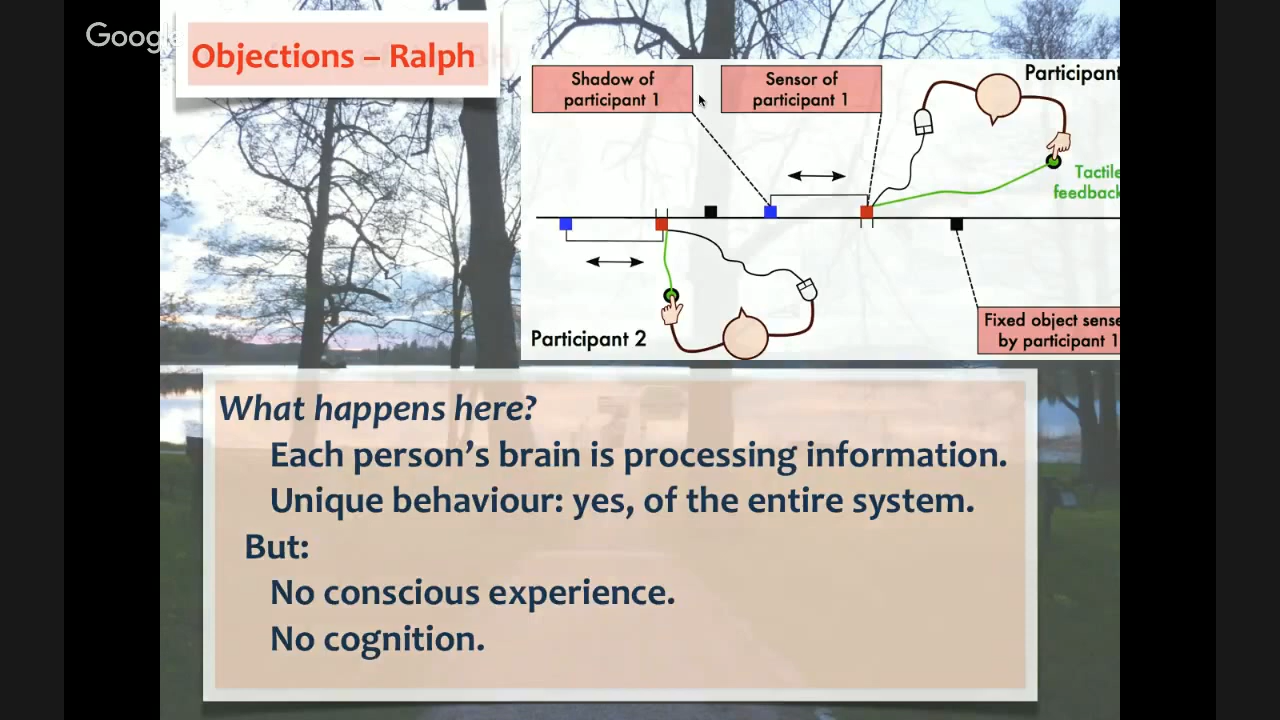 Google
Objections – Ralph
Shadow of
participant 1
Sensor of
participant 1
Participant
Tactile
feedback
Participant 2
Fixed object sense
by participant 1
What happens here?
Each person's brain is processing information.
Unique behaviour: yes, of the entire system.
But:
No conscious experience.
No cognition.